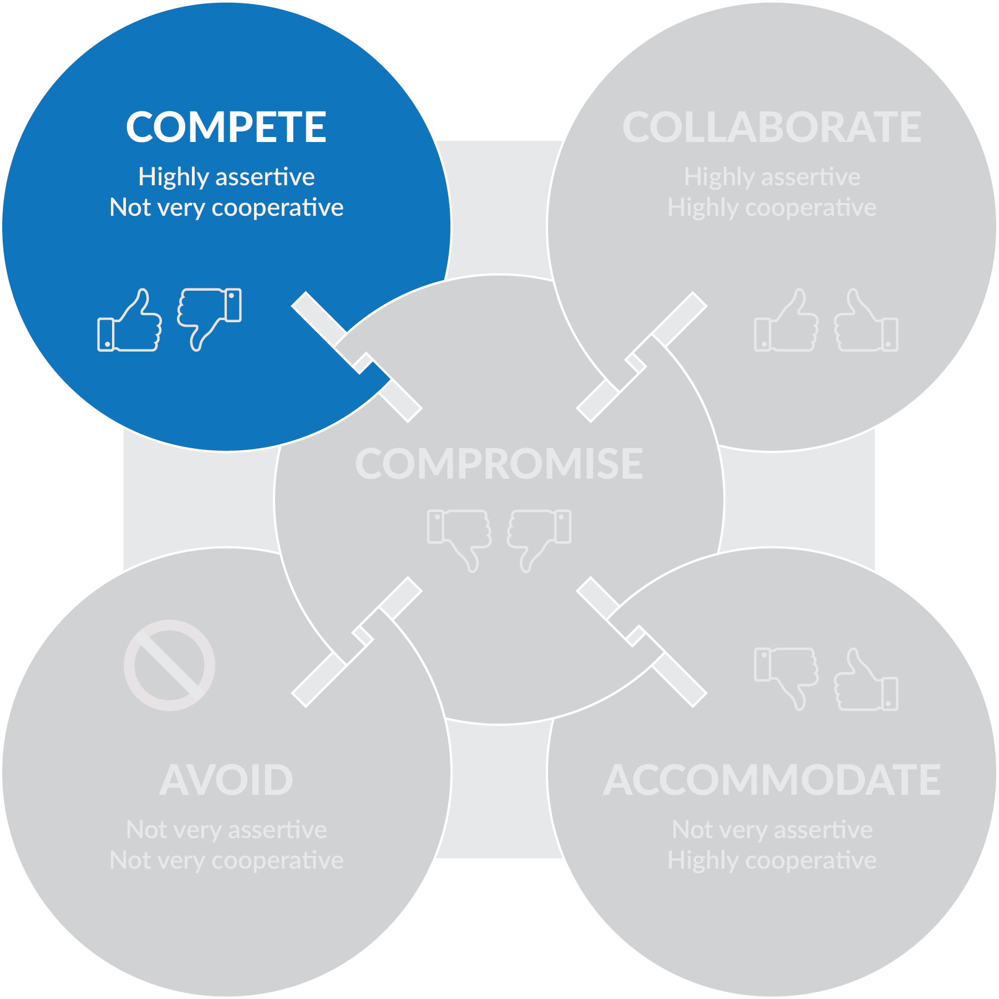 COMPETE
Highly assertive
Not very cooperative
COLLABORATE
Highly assertive
Highly cooperative
COMPROMISE
AVOID
Not very assertive
Not very cooperative
ACCOMMODATE
Not very assertive
Highly cooperative